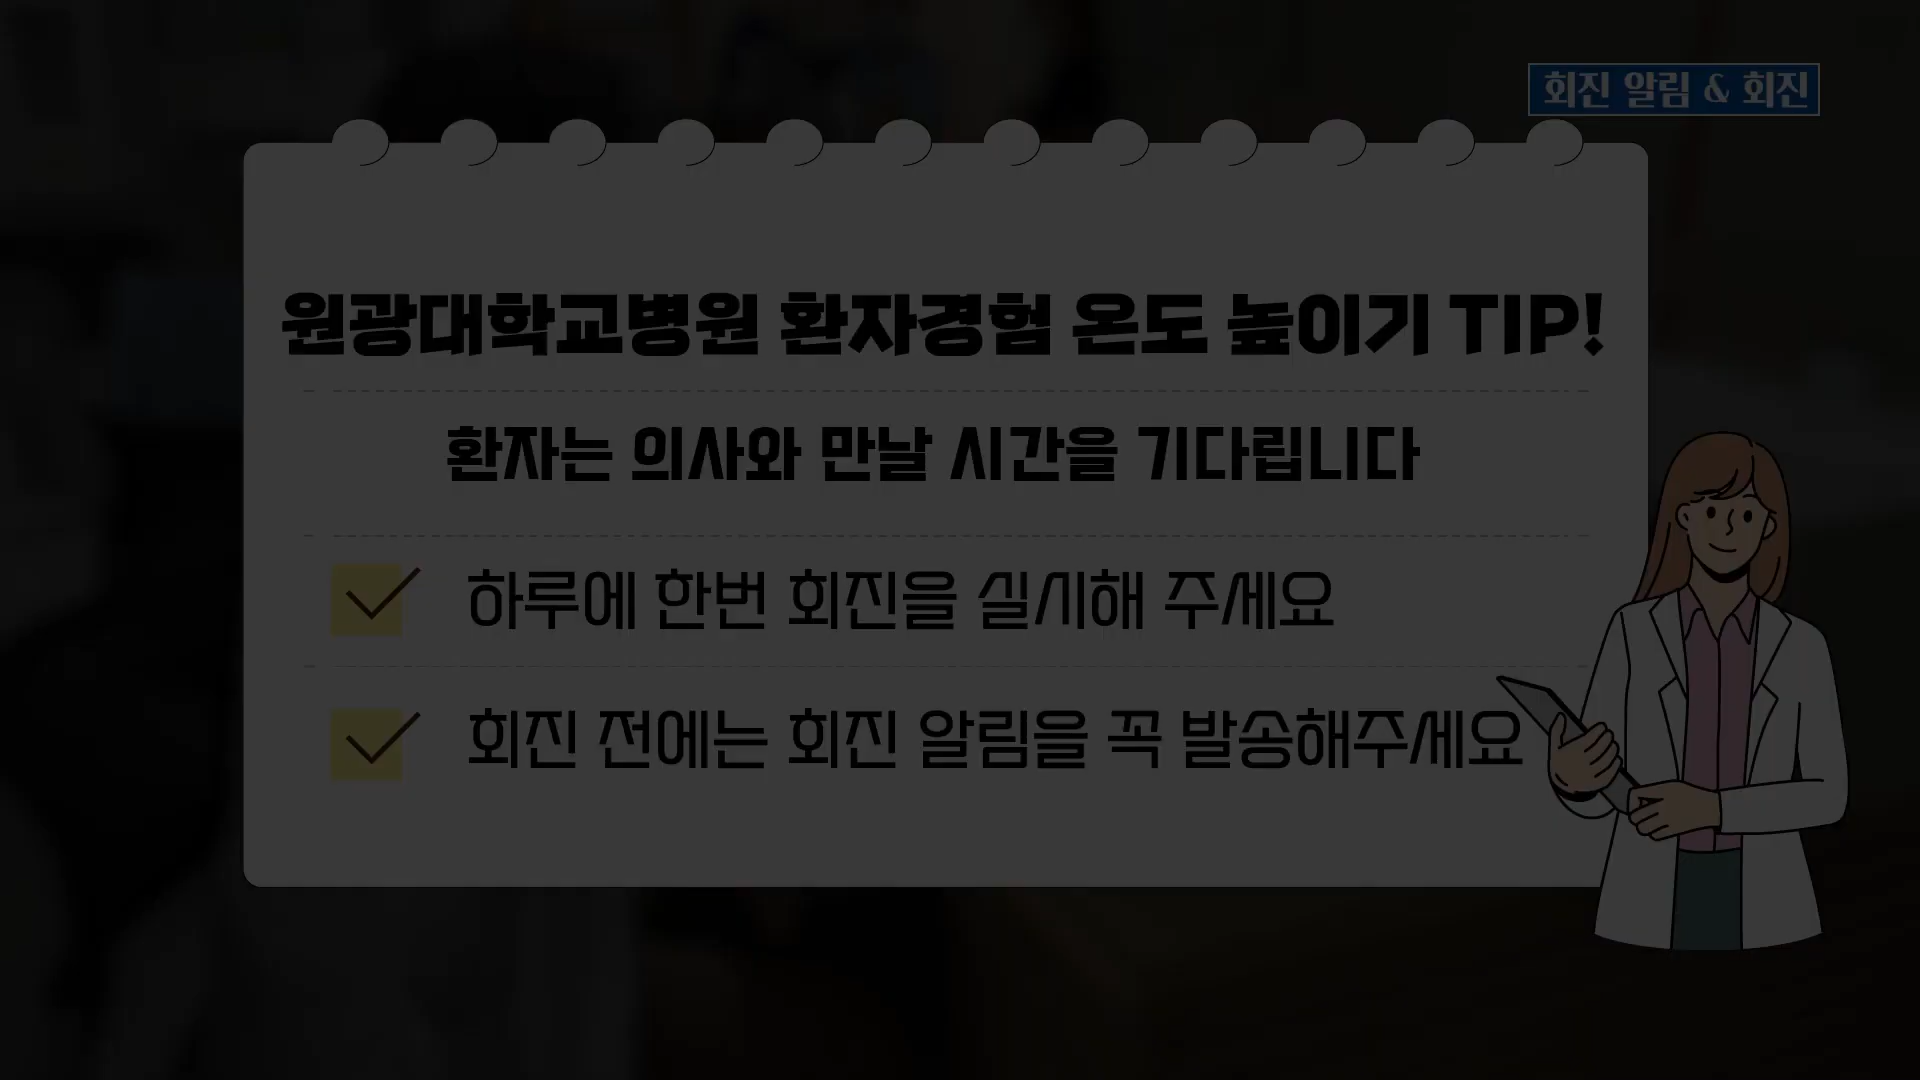 회진 알림 & 회진
원광대학교병원 환자경험 온도 높이기 TIP!
환자는 의사와 만날 시간을 기다립니다
하루에 한번 회진을 실시해 주세요
회진 전에는 회진 알림을 꼭 발송해주세요